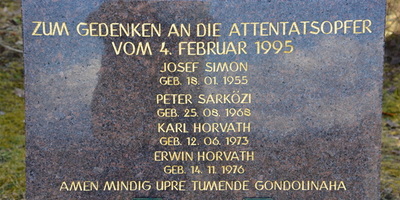 ZUM GEDENKEN AN DIE ATTENTATSOPFER
VOM 4. FEBRUAR 1995
JOSEF SIMON
GEB. 18. 01. 1955
PETER SARKÖZI
GEB. 25. 08. 1968
KARL HORVATH
GEB. 12. 06. 1973
ERWIN HORVATH
GEB. 14. 11. 1976
AMEN MINDIG UPRE TUMENDE GONDOLINAHA